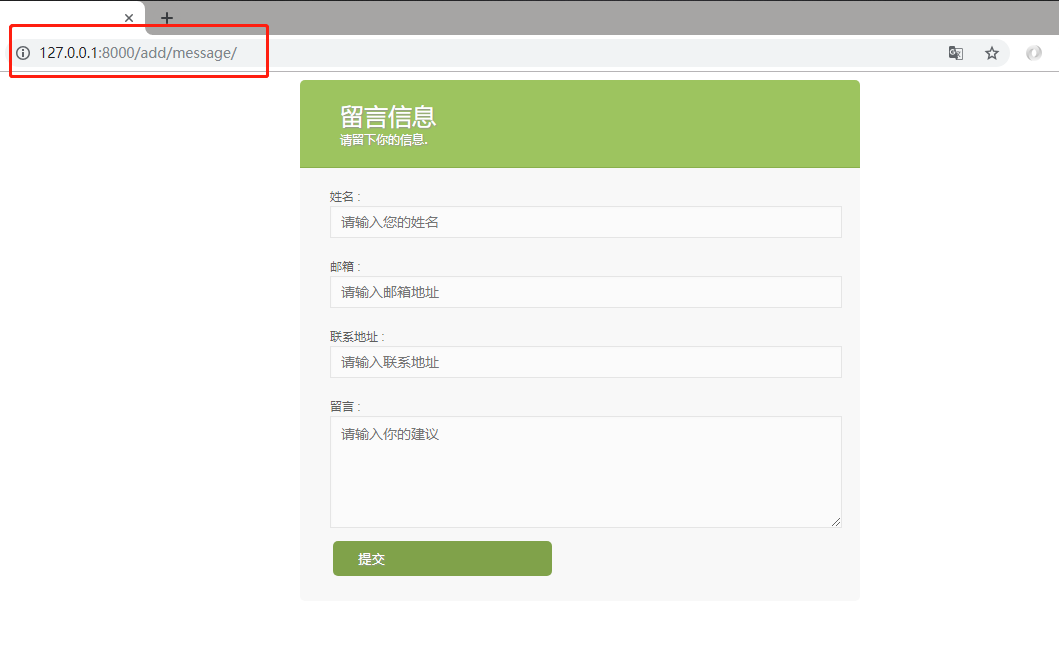 127.0.0.1:8000/add/message/
留言信息
请留下你的信息.
姓名 :
请输入您的姓名
邮箱 :
请输入邮箱地址
联系地址 :
请输入联系地址
留言 :
请输入你的建议
提交